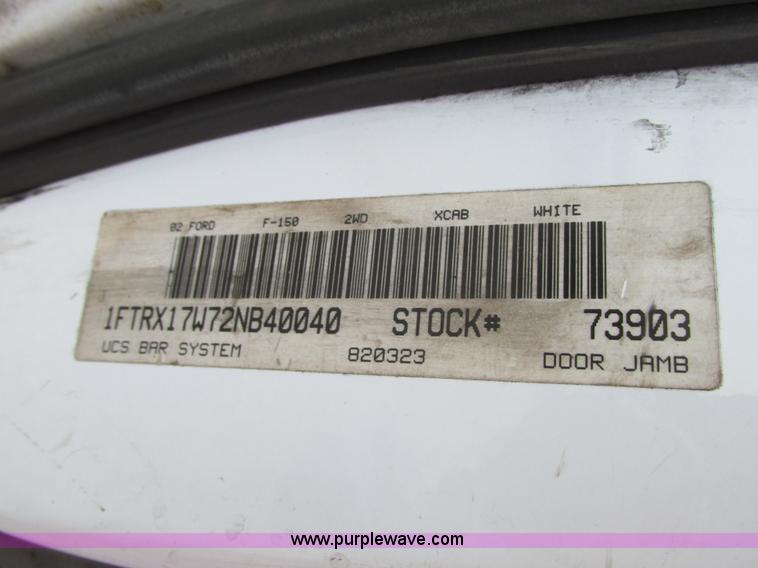 02 FORD F-150 2WD XCAB WHITE
1FTRX17W72NB40040 STOCK# 73903
UCS BAR SYSTEM 820323 DOOR JAMB
www.purplewave.com